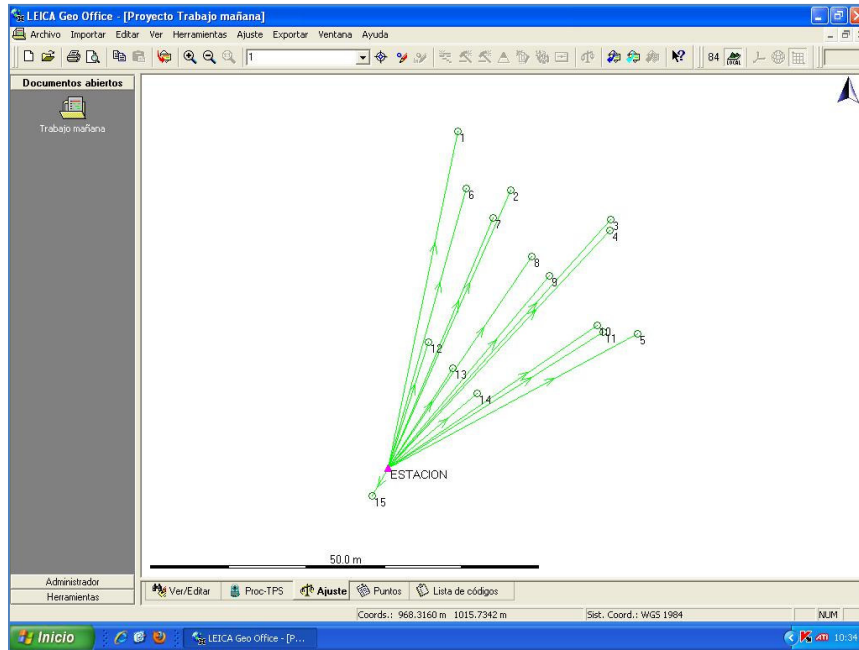 LEICA Geo Office - [Proyecto Trabajo mañana]
Archivo Importar Editar Ver Herramientas Ajuste Exportar Ventana Ayuda
1
84
LOCAL
Documentos abiertos
Trabajo mañana
1
6
2
7
3
4
8
9
10
11
5
12
13
14
ESTACION
15
50.0 m
Administrador
Herramientas
Ver/Editar Proc-TPS Ajuste Puntos Lista de códigos
Coords.: 968.3160 m 1015.7342 m Sist. Coord.: WGS 1984 NUM
Inicio LEICA Geo Office - [P... 10:34